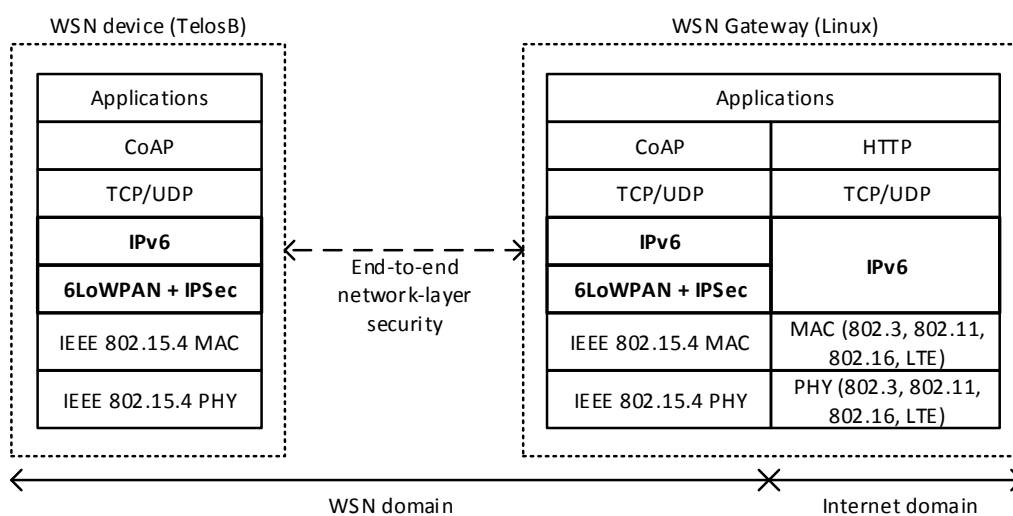 WSN device (TelosB)
Applications
CoAP
TCP/UDP
IPv6
6LoWPAN + IPSec
IEEE 802.15.4 MAC
IEEE 802.15.4 PHY
End-to-end
network-layer
security
WSN Gateway (Linux)
Applications
CoAP
HTTP
TCP/UDP
TCP/UDP
IPv6
6LoWPAN + IPSec
IPv6
IEEE 802.15.4 MAC
MAC (802.3, 802.11,
802.16, LTE)
IEEE 802.15.4 PHY
PHY (802.3, 802.11,
802.16, LTE)
WSN domain
Internet domain